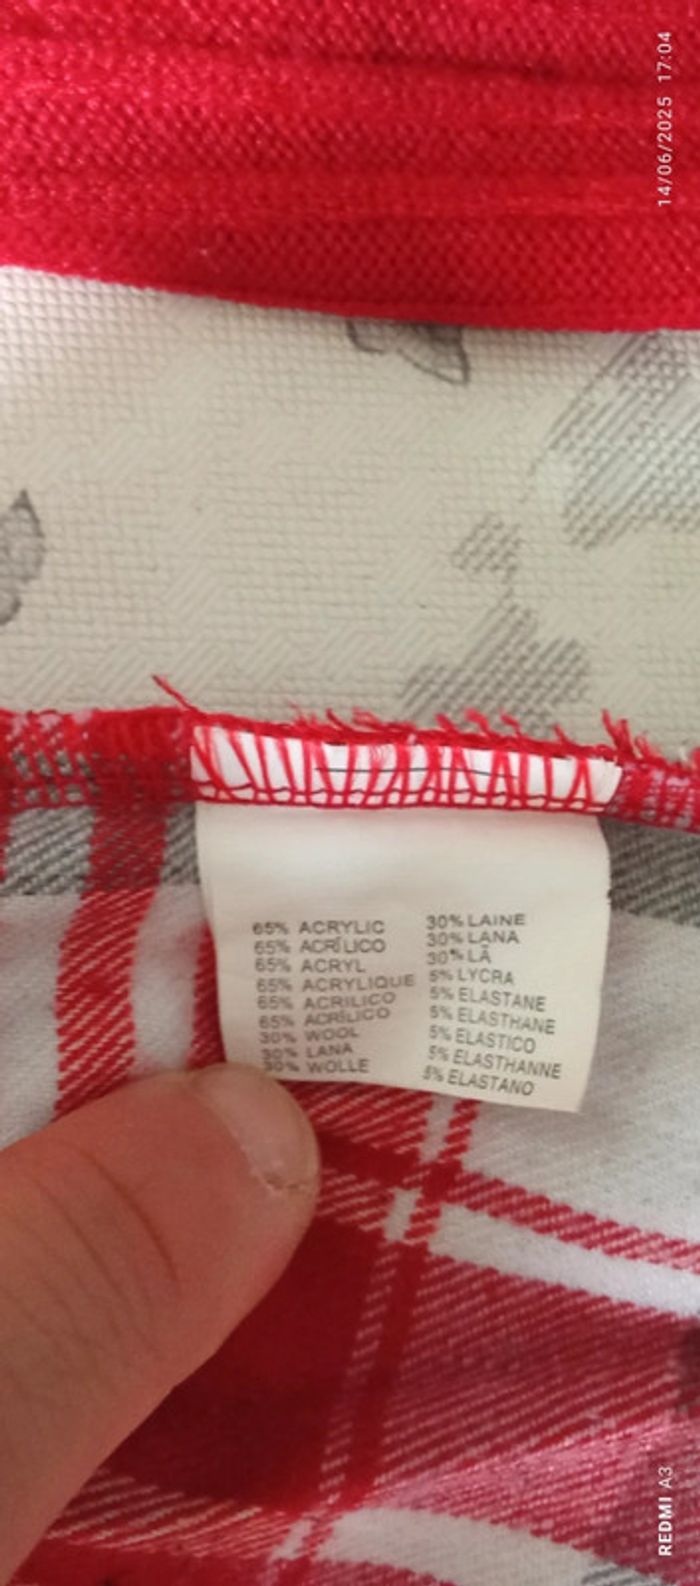 14/06/2025 17:04
65% ACRYLIC
65% ACRÍLICO
65% ACRYL
65% ACRYLIQUE
65% ACRILICO
65% ACRÍLICO
30% WOOL
30% LANA
30% WOLLE
30% LAINE
30% LANA
30% LÃ
5% LYCRA
5% ELASTANE
5% ELASTHANE
5% ELASTICO
5% ELASTHANNE
5% ELASTANO
REDMI A3